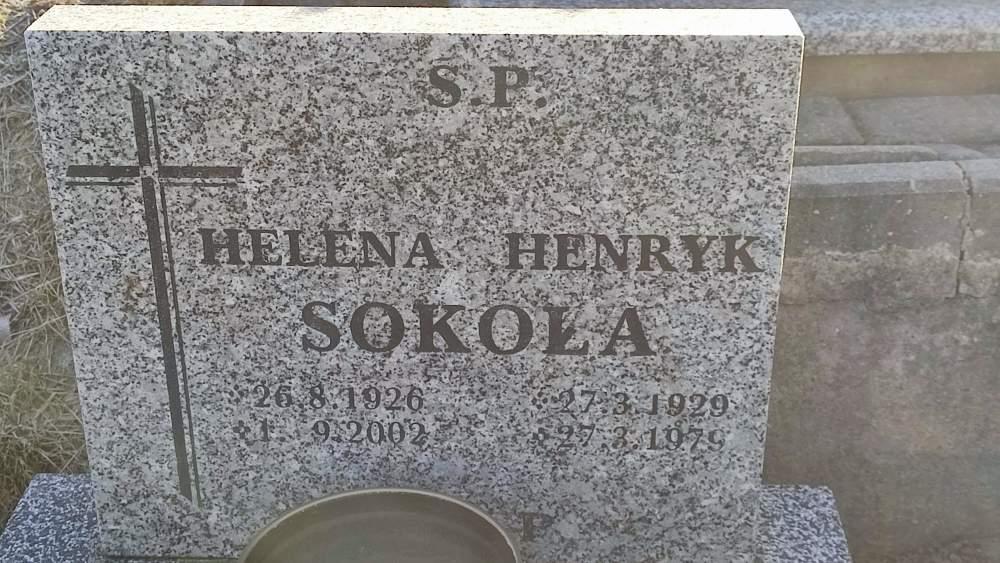 Ś.P.
HELENA HENRYK
SOKOŁA
* 26.8.1926 * 27.3.1929
✝ 1. 9.2002 ✝ 27.3.1979